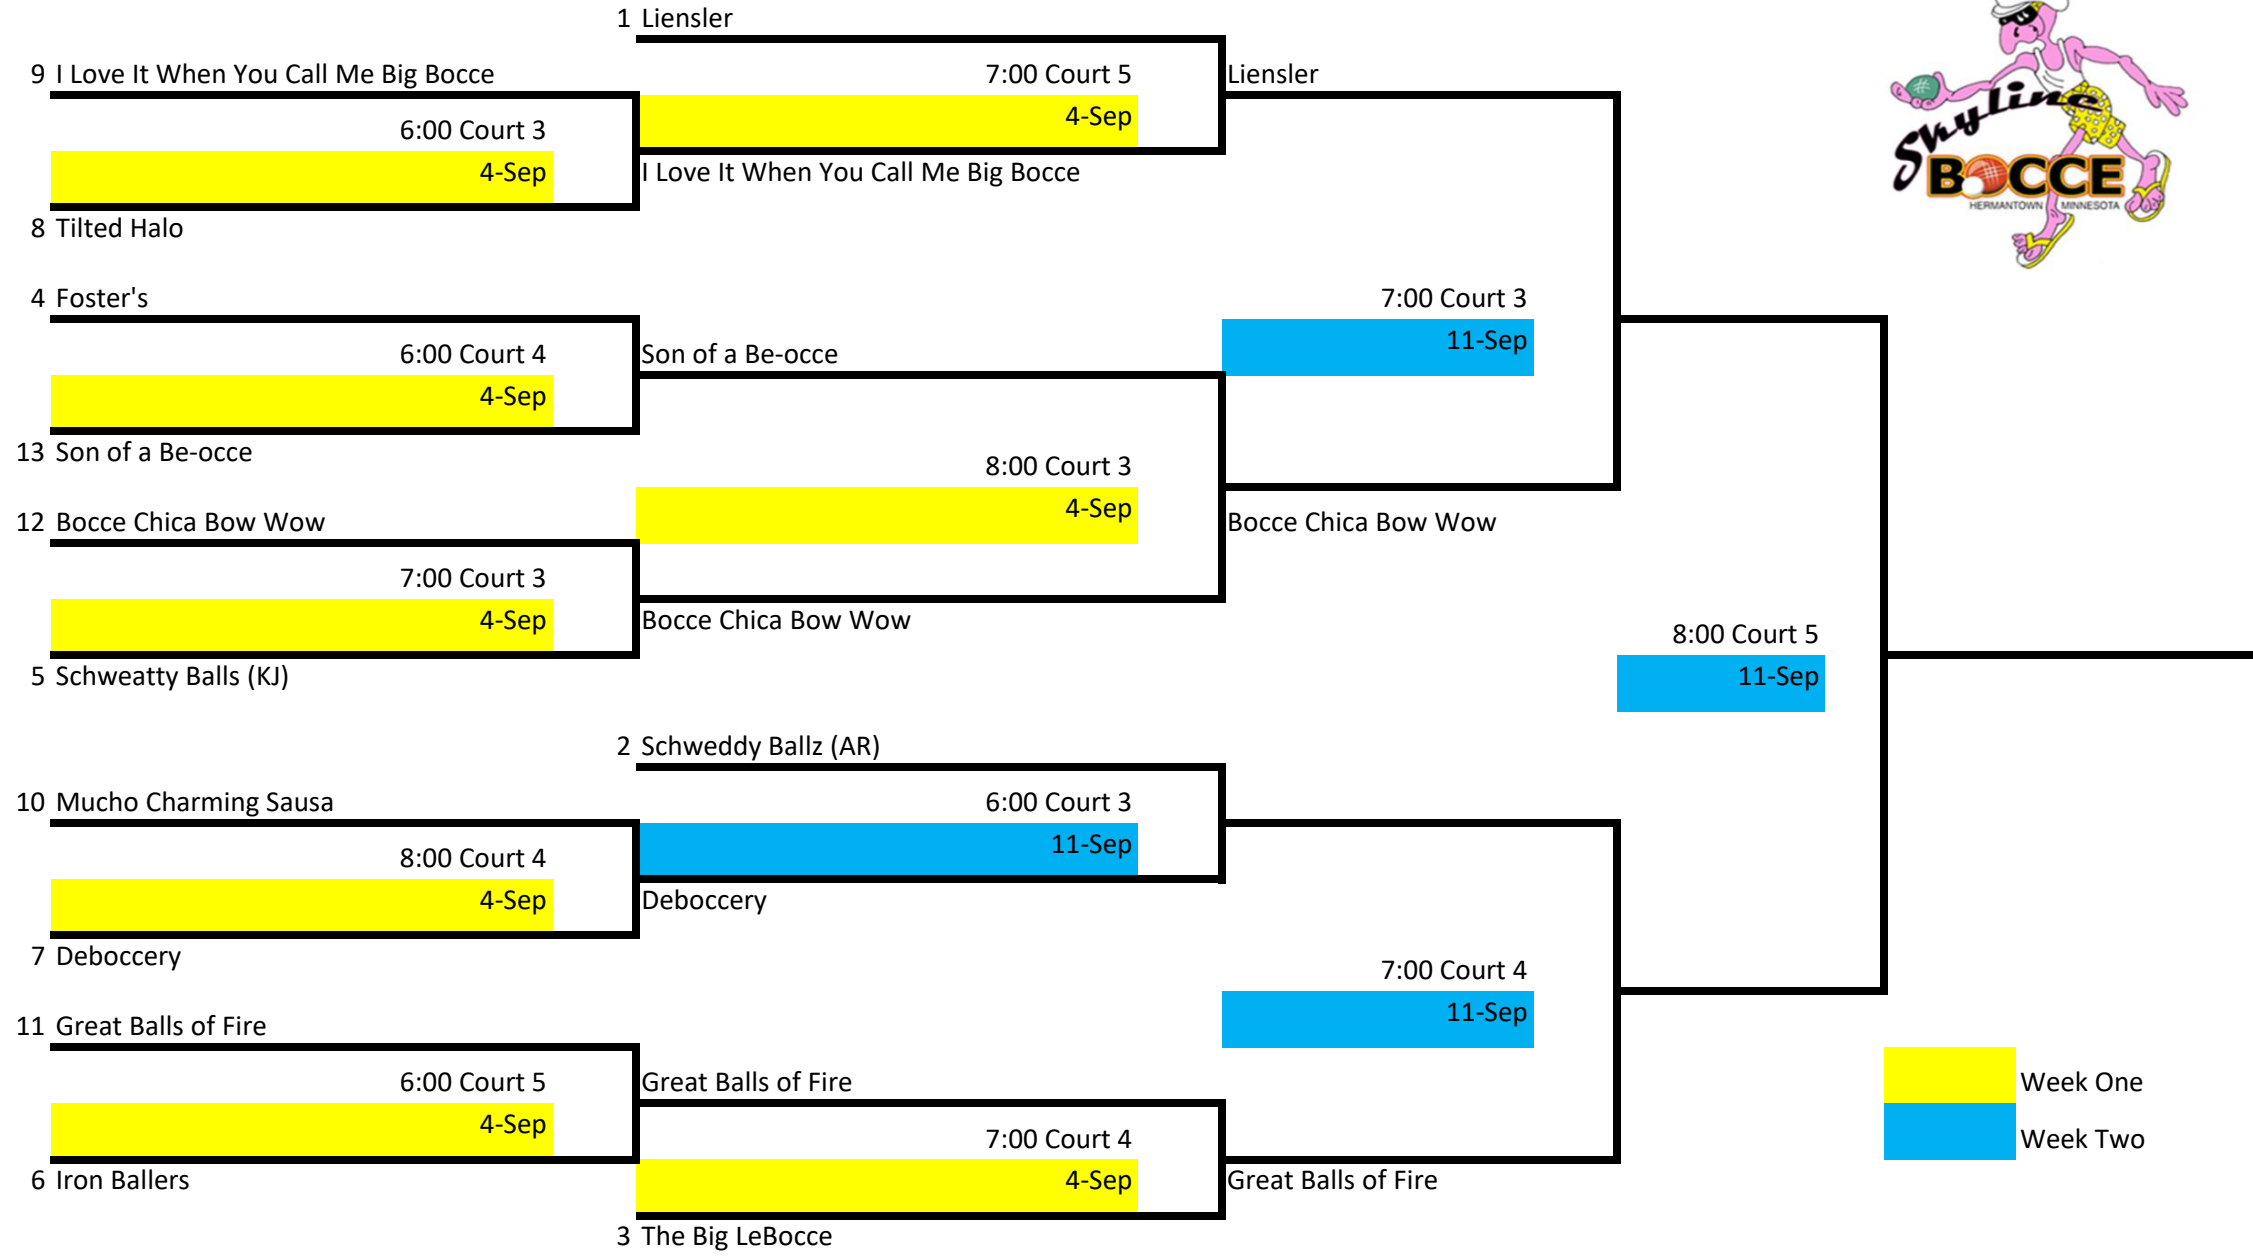 1 Liensler
9 I Love It When You Call Me Big Bocce
7:00 Court 5
Liensler
6:00 Court 3
4-Sep
4-Sep
I Love It When You Call Me Big Bocce
8 Tilted Halo
Skyline
BOCCE
HERMANTOWN MINNESOTA
4 Foster's
7:00 Court 3
6:00 Court 4
Son of a Be-occe
11-Sep
4-Sep
13 Son of a Be-occe
8:00 Court 3
4-Sep
12 Bocce Chica Bow Wow
Bocce Chica Bow Wow
7:00 Court 3
4-Sep
Bocce Chica Bow Wow
8:00 Court 5
5 Schweatty Balls (KJ)
11-Sep
2 Schweddy Ballz (AR)
10 Mucho Charming Sausa
6:00 Court 3
8:00 Court 4
11-Sep
4-Sep
Deboccery
7 Deboccery
7:00 Court 4
11-Sep
11 Great Balls of Fire
6:00 Court 5
Great Balls of Fire
Week One
4-Sep
7:00 Court 4
Week Two
6 Iron Ballers
4-Sep
Great Balls of Fire
3 The Big LeBocce